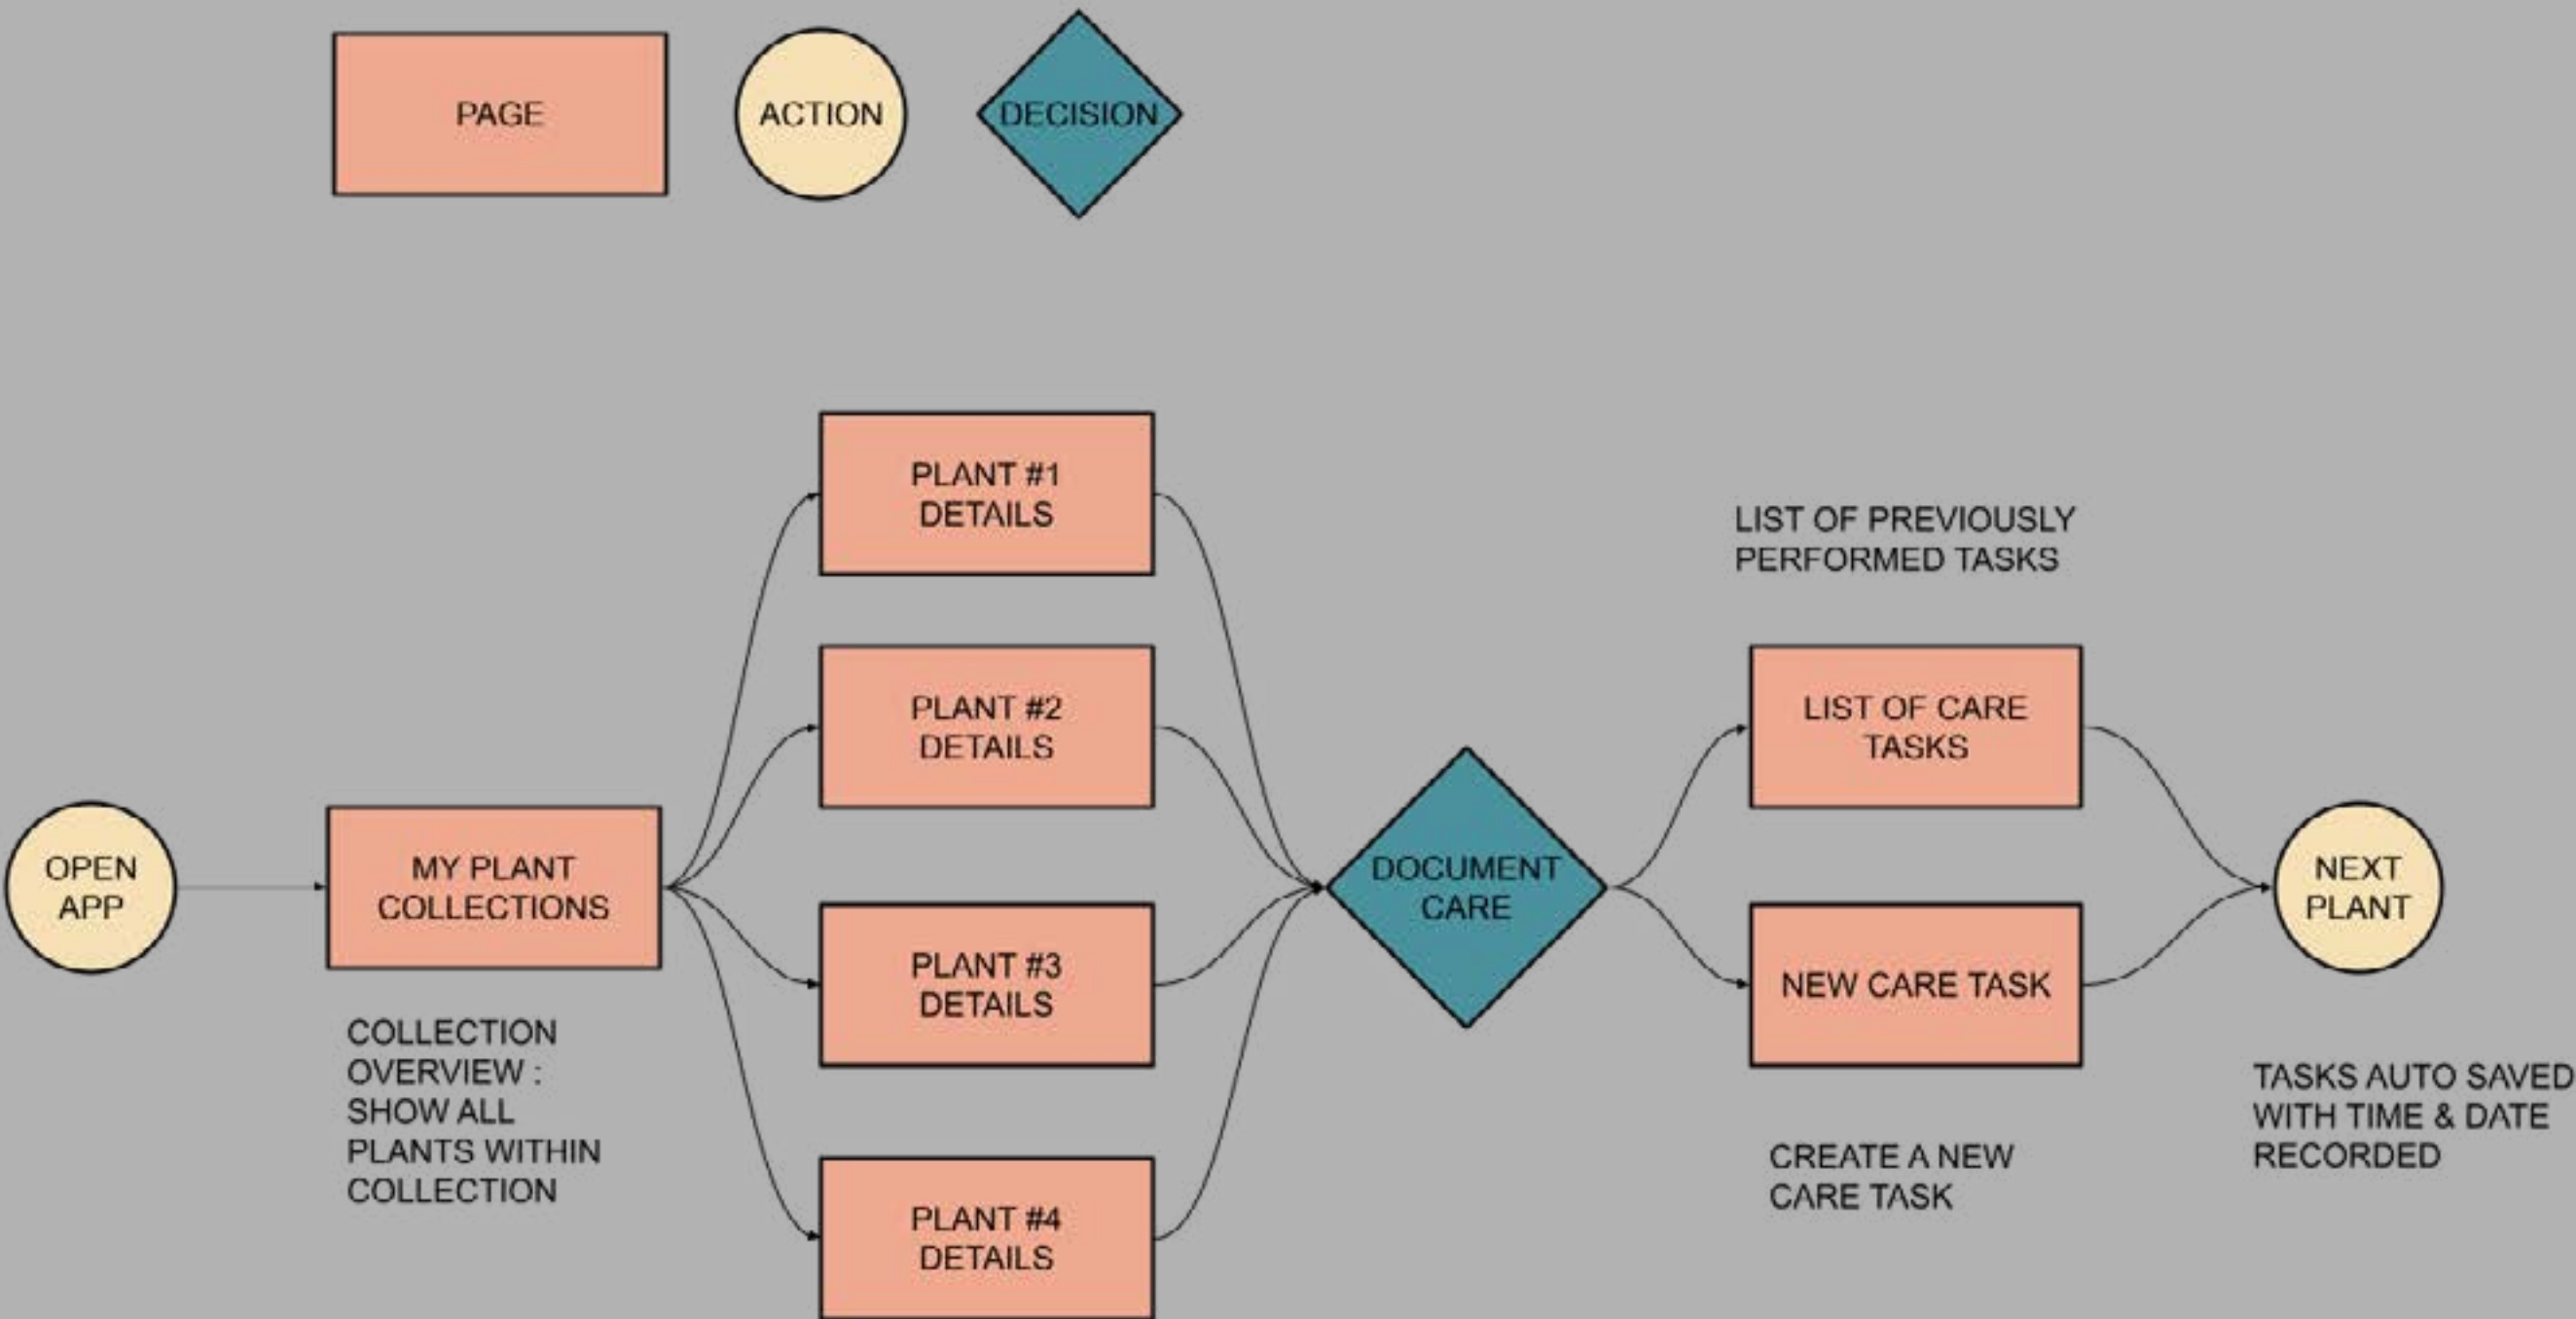 PAGE
ACTION
DECISION
PLANT #1
DETAILS
LIST OF PREVIOUSLY
PERFORMED TASKS
PLANT #2
DETAILS
LIST OF CARE
TASKS
OPEN
APP
MY PLANT
COLLECTIONS
DOCUMENT
CARE
NEXT
PLANT
PLANT #3
DETAILS
NEW CARE TASK
COLLECTION
OVERVIEW :
SHOW ALL
PLANTS WITHIN
COLLECTION
TASKS AUTO SAVED
WITH TIME & DATE
RECORDED
CREATE A NEW
CARE TASK
PLANT #4
DETAILS